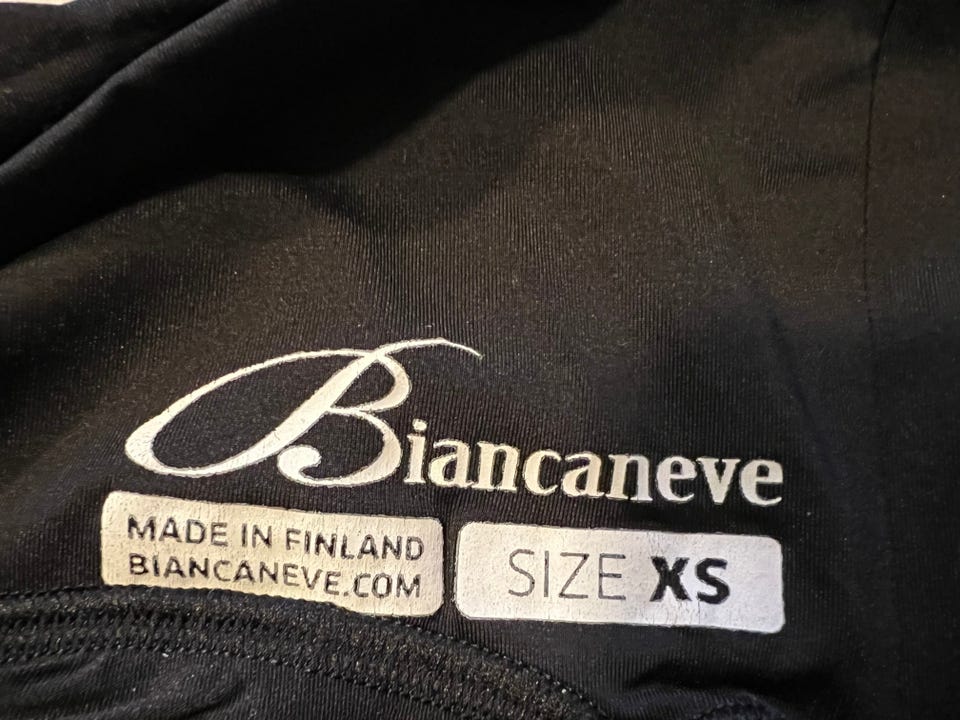 Biancaneve
MADE IN FINLAND
BIANCANEVE.COM
SIZE XS